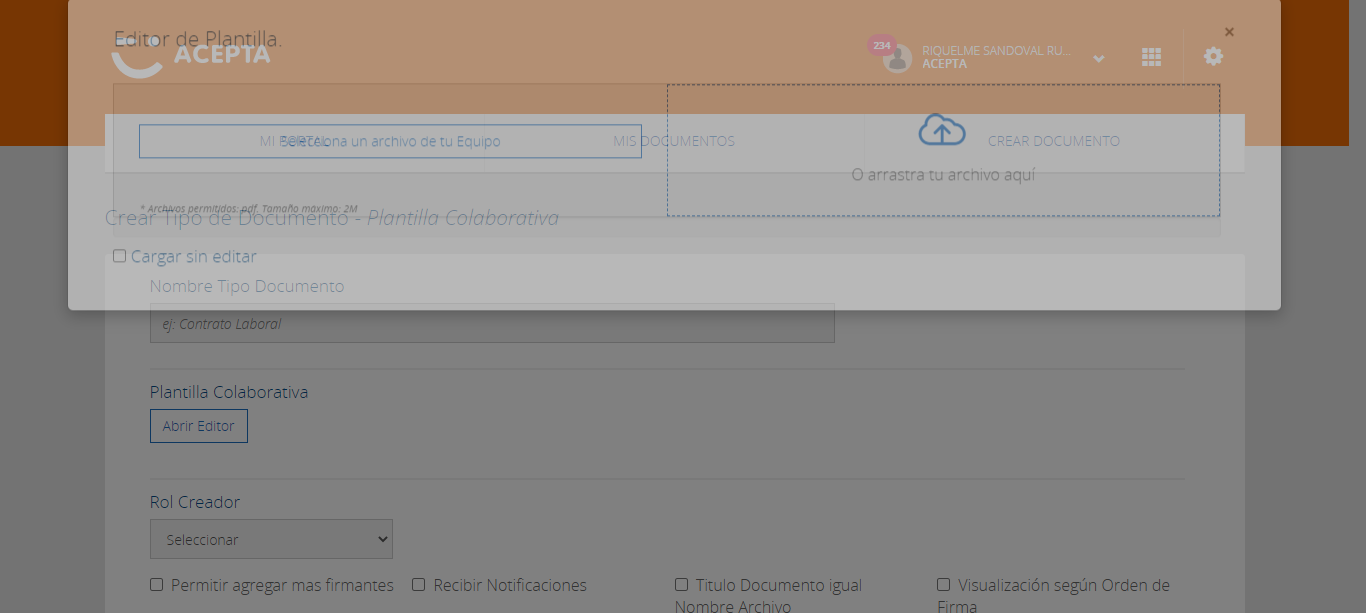 Editor de Plantilla.
×
ACEPTA
234
RIQUELME SANDOVAL RU...
ACEPTA
MI PORTAL
MIS DOCUMENTOS
CREAR DOCUMENTO
Selecciona un archivo de tu Equipo
O arrastra tu archivo aquí
* Archivos permitidos: pdf. Tamaño máximo: 2M
Crear Tipo de Documento - Plantilla Colaborativa
Cargar sin editar
Nombre Tipo Documento
ej: Contrato Laboral
Plantilla Colaborativa
Abrir Editor
Rol Creador
Seleccionar
Permitir agregar mas firmantes
Recibir Notificaciones
Titulo Documento igual
Nombre Archivo
Visualización según Orden de
Firma